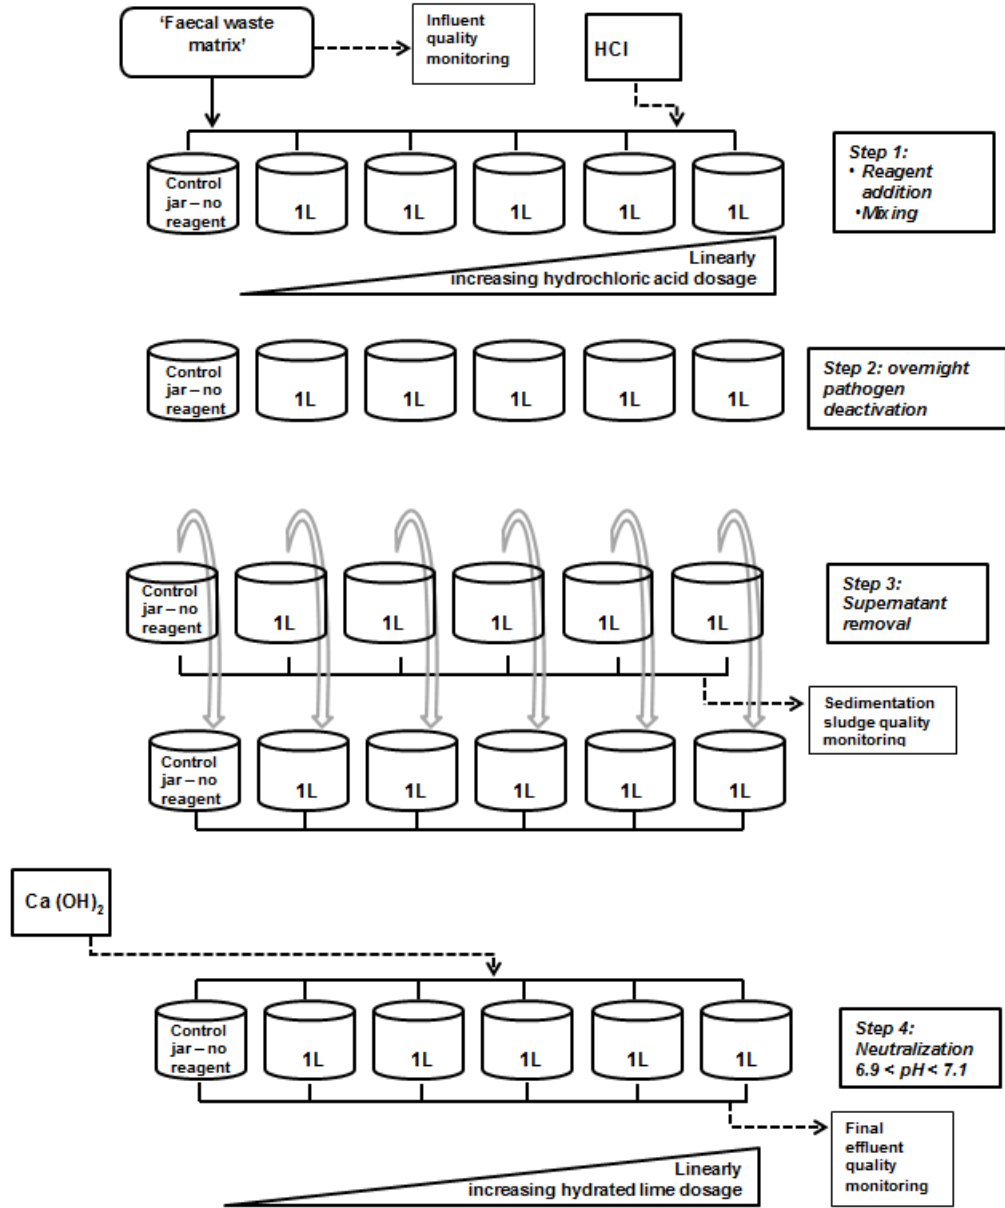 ‘Faecal waste
matrix’
Influent
quality
monitoring
HCl
Control
jar – no
reagent
1L
1L
1L
1L
1L
Step 1:
• Reagent
addition
•Mixing
Linearly
increasing hydrochloric acid dosage
Control
jar – no
reagent
1L
1L
1L
1L
1L
Step 2: overnight
pathogen
deactivation
Control
jar – no
reagent
1L
1L
1L
1L
1L
Step 3:
Supernatant
removal
Sedimentation
sludge quality
monitoring
Control
jar – no
reagent
1L
1L
1L
1L
1L
Ca (OH)₂
Control
jar – no
reagent
1L
1L
1L
1L
1L
Step 4:
Neutralization
6.9 < pH < 7.1
Final
effluent
quality
monitoring
Linearly
increasing hydrated lime dosage